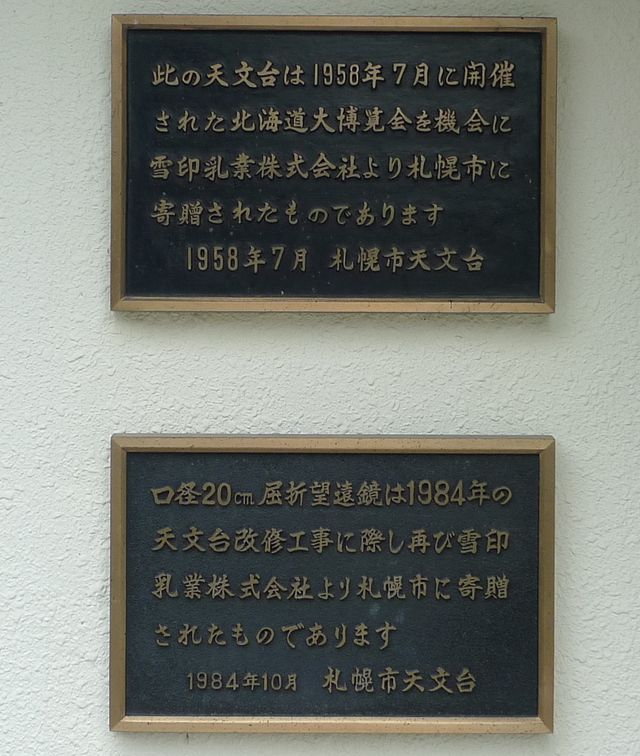 此の天文台は1958年7月に開催
された北海道大博覧会を機会に
雪印乳業株式会社より札幌市に
寄贈されたものであります
1958年7月 札幌市天文台
口径20cm屈折望遠鏡は1984年の
天文台改修工事に際し再び雪印
乳業株式会社より札幌市に寄贈
されたものであります
1984年10月 札幌市天文台